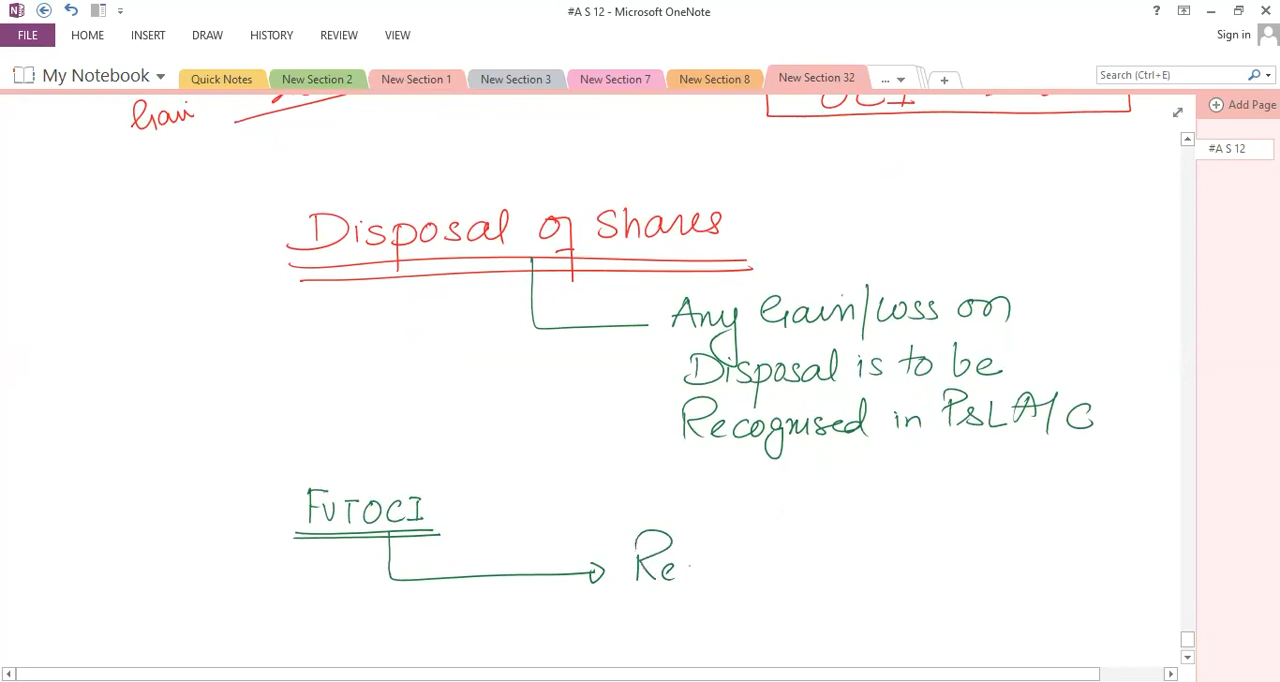 #A S 12 - Microsoft OneNote
?
Sign in
FILE HOME INSERT DRAW HISTORY REVIEW VIEW
My Notebook
Quick Notes New Section 2 New Section 1 New Section 3 New Section 7 New Section 8 New Section 32 ...
Search (Ctrl+E)
Add Page
#A S 12
OCI
Disposal of Shares
Any Gain/Loss on
Disposal is to be
Recognised in P&L A/C
FVTOCI
Re